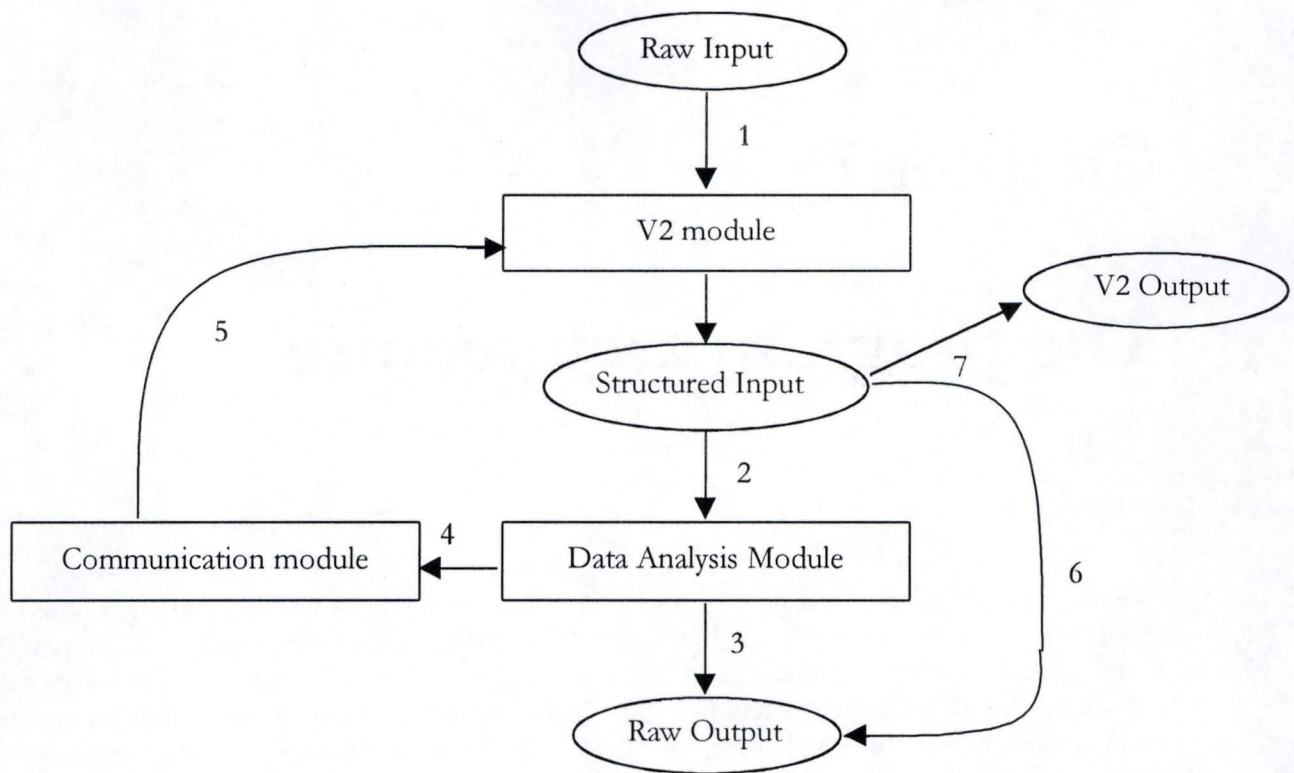 Raw Input
1
V2 module
V2 Output
5
7
Structured Input
2
Communication module
4
Data Analysis Module
6
3
Raw Output